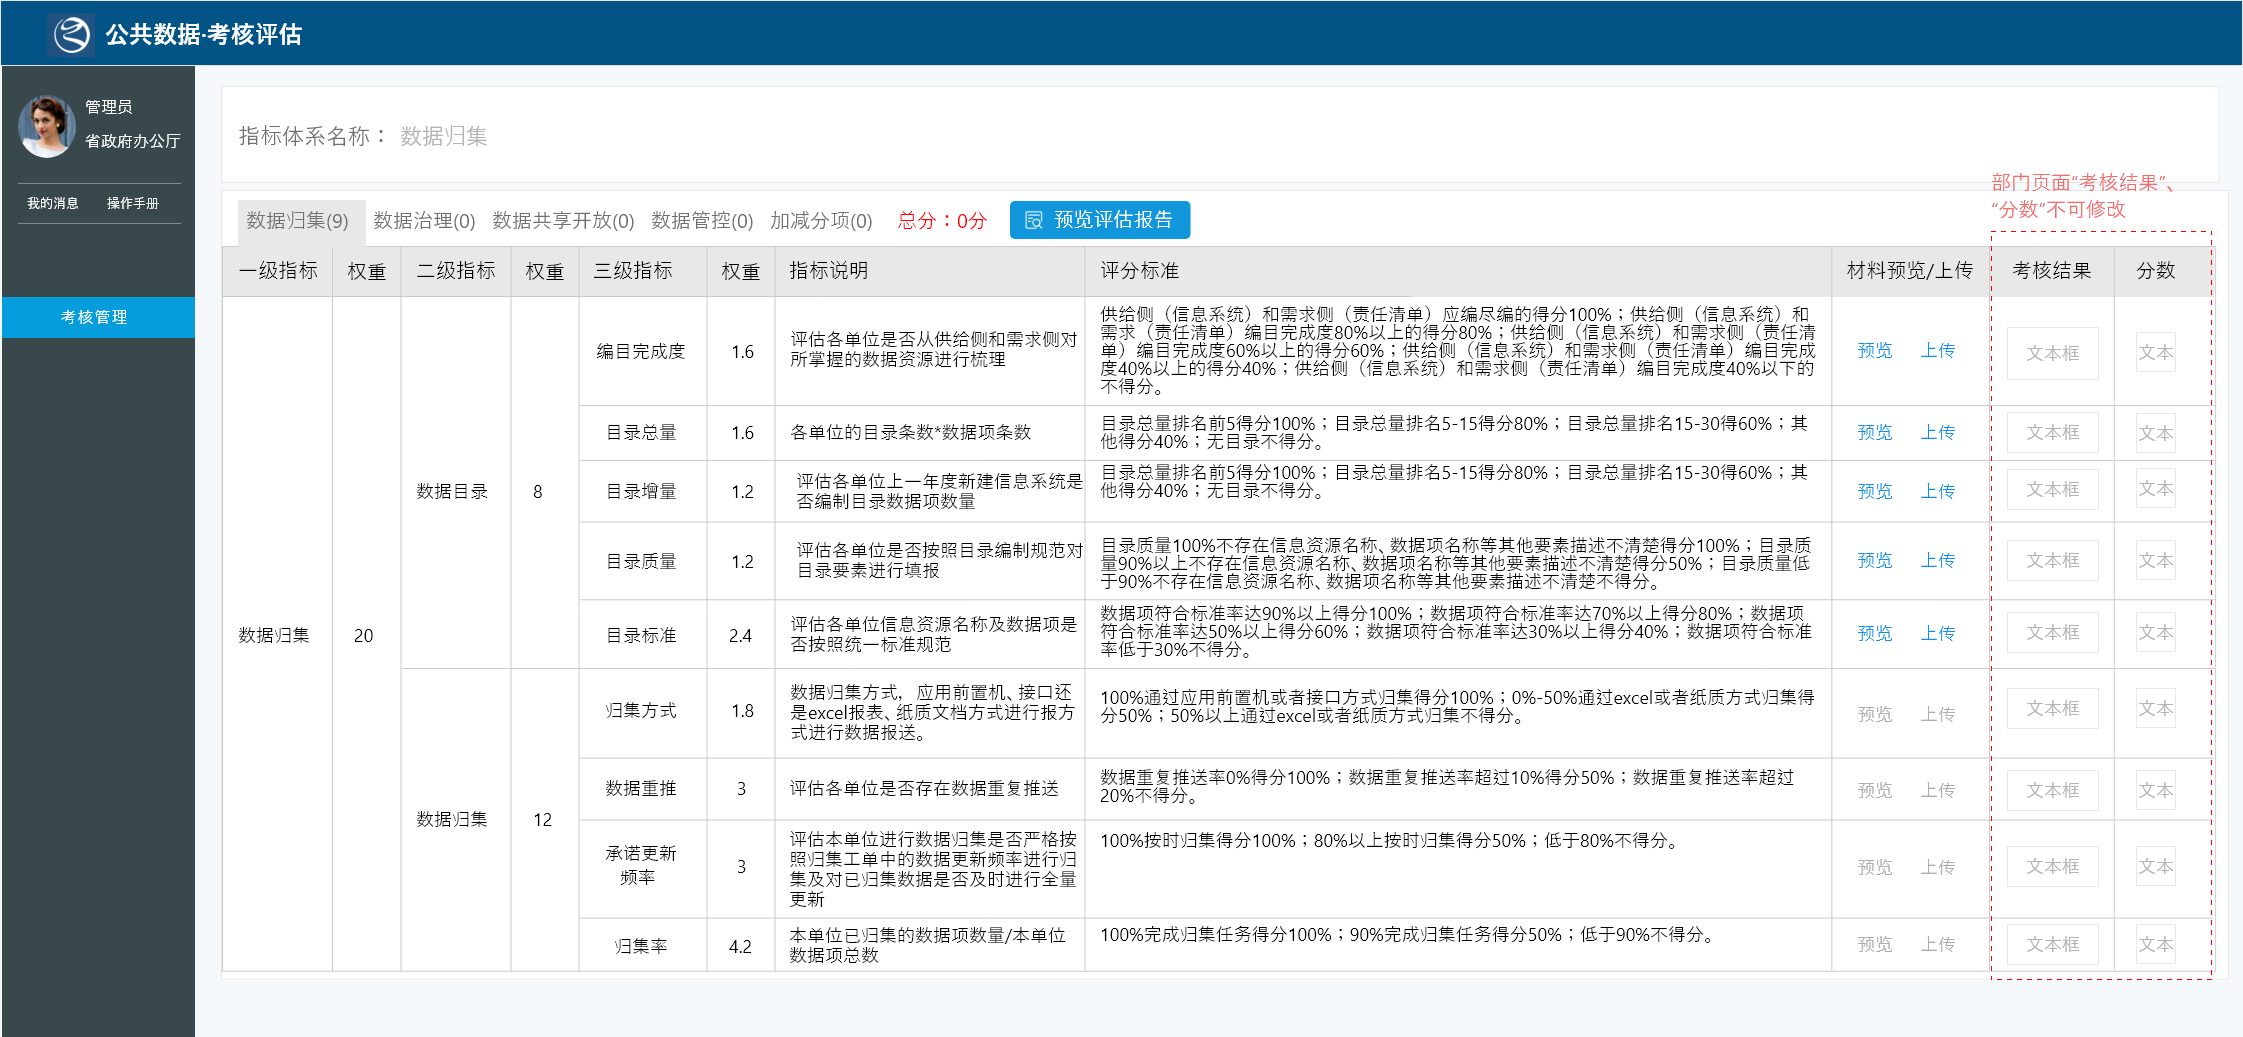 公共数据·考核评估
管理员
省政府办公厅
我的消息 操作手册
考核管理
指标体系名称： 数据归集
部门页面“考核结果”、
“分数”不可修改
数据归集(9) 数据治理(0) 数据共享开放(0) 数据管控(0) 加减分项(0) 总分：0分 预览评估报告
一级指标 权重 二级指标 权重 三级指标 权重 指标说明 评分标准 材料预览/上传 考核结果 分数
数据归集 20
数据目录 8
编目完成度 1.6
评估各单位是否从供给侧和需求侧对
所掌握的数据资源进行梳理
供给侧（信息系统）和需求侧（责任清单）应编尽编的得分100%；供给侧（信息系统）和
需求（责任清单）编目完成度80%以上的得分80%；供给侧（信息系统）和需求侧（责任清
单）编目完成度60%以上的得分60%；供给侧（信息系统）和需求侧（责任清单）编目完成
度40%以上的得分40%；供给侧（信息系统）和需求侧（责任清单）编目完成度40%以下的
不得分。
预览 上传 文本框 文本
目录总量 1.6 各单位的目录条数*数据项条数
目录总量排名前5得分100%；目录总量排名5-15得分80%；目录总量排名15-30得60%；其
他得分40%；无目录不得分。
预览 上传 文本框 文本
目录增量 1.2
评估各单位上一年度新建信息系统是
否编制目录数据项数量
目录总量排名前5得分100%；目录总量排名5-15得分80%；目录总量排名15-30得60%；其
他得分40%；无目录不得分。
预览 上传 文本框 文本
目录质量 1.2
评估各单位是否按照目录编制规范对
目录要素进行填报
目录质量100%不存在信息资源名称、数据项名称等其他要素描述不清楚得分100%；目录质
量90%以上不存在信息资源名称、数据项名称等其他要素描述不清楚得分50%；目录质量低
于90%不存在信息资源名称、数据项名称等其他要素描述不清楚不得分。
预览 上传 文本框 文本
目录标准 2.4
评估各单位信息资源名称及数据项是
否按照统一标准规范
数据项符合标准率达90%以上得分100%；数据项符合标准率达70%以上得分80%；数据项
符合标准率达50%以上得分60%；数据项符合标准率达30%以上得分40%；数据项符合标准
率低于30%不得分。
预览 上传 文本框 文本
数据归集 12
归集方式 1.8
数据归集方式，应用前置机、接口还
是excel报表、纸质文档方式进行报方
式进行数据报送。
100%通过应用前置机或者接口方式归集得分100%；0%-50%通过excel或者纸质方式归集得
分50%；50%以上通过excel或者纸质方式归集不得分。
预览 上传 文本框 文本
数据重推 3 评估各单位是否存在数据重复推送
数据重复推送率0%得分100%；数据重复推送率超过10%得分50%；数据重复推送率超过
20%不得分。
预览 上传 文本框 文本
承诺更新
频率
3
评估本单位进行数据归集是否严格按
照归集工单中的数据更新频率进行归
集及对已归集数据是否及时进行全量
更新
100%按时归集得分100%；80%以上按时归集得分50%；低于80%不得分。
预览 上传 文本框 文本
归集率 4.2
本单位已归集的数据项数量/本单位
数据项总数
100%完成归集任务得分100%；90%完成归集任务得分50%；低于90%不得分。
预览 上传 文本框 文本